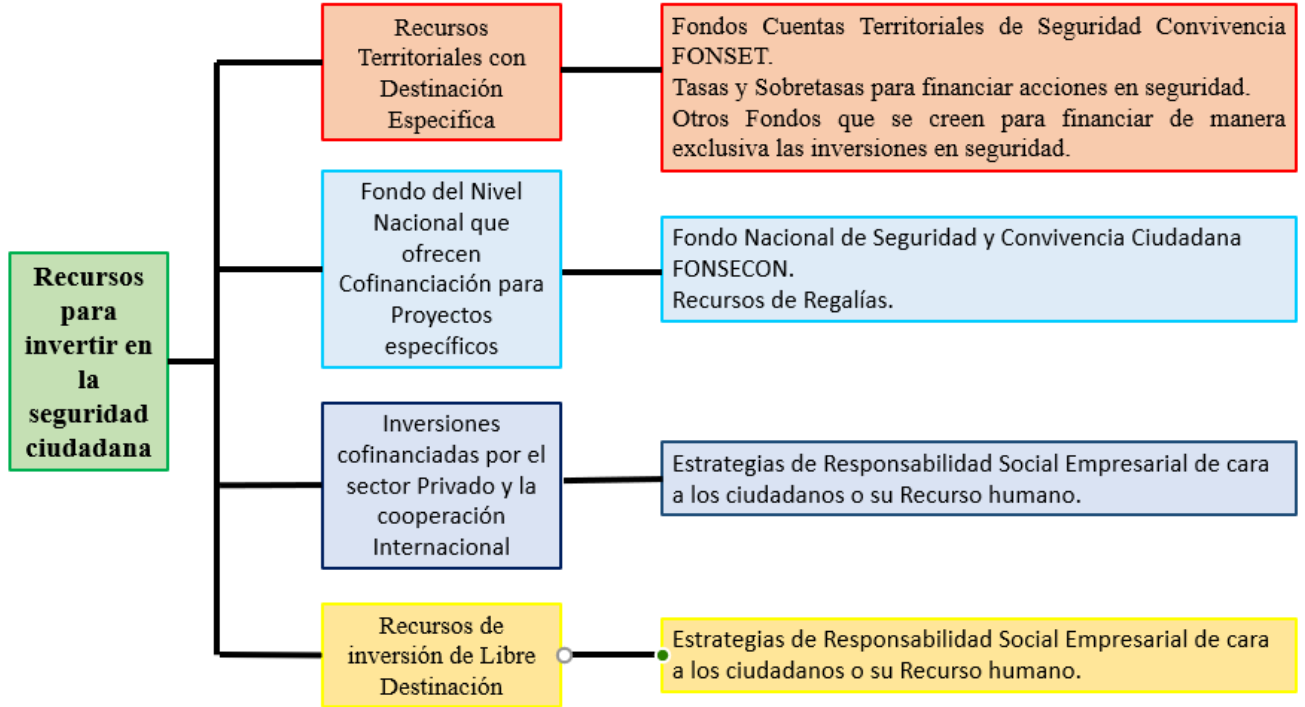 Recursos
para
invertir en
la
seguridad
ciudadana
Recursos
Territoriales con
Destinación
Especifica
Fondos Cuentas Territoriales de Seguridad Convivencia
FONSET.
Tasas y Sobretasas para financiar acciones en seguridad.
Otros Fondos que se creen para financiar de manera
exclusiva las inversiones en seguridad.
Fondo del Nivel
Nacional que
ofrecen
Cofinanciación para
Proyectos
específicos
Fondo Nacional de Seguridad y Convivencia Ciudadana
FONSECON.
Recursos de Regalías.
Inversiones
cofinanciadas por el
sector Privado y la
cooperación
Internacional
Estrategias de Responsabilidad Social Empresarial de cara
a los ciudadanos o su Recurso humano.
Recursos de
inversión de Libre
Destinación
Estrategias de Responsabilidad Social Empresarial de cara
a los ciudadanos o su Recurso humano.